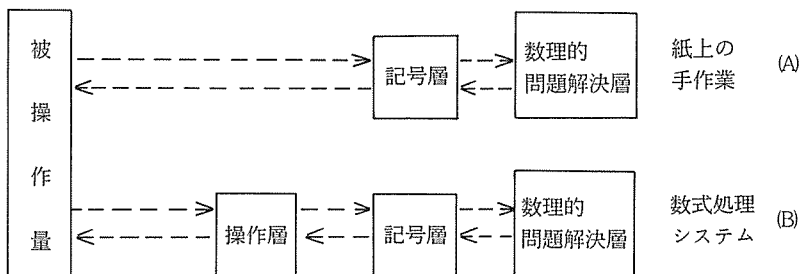 被操作量
記号層
数理的
問題解決層
紙上の
手作業
(A)
操作層
記号層
数理的
問題解決層
数式処理
システム
(B)